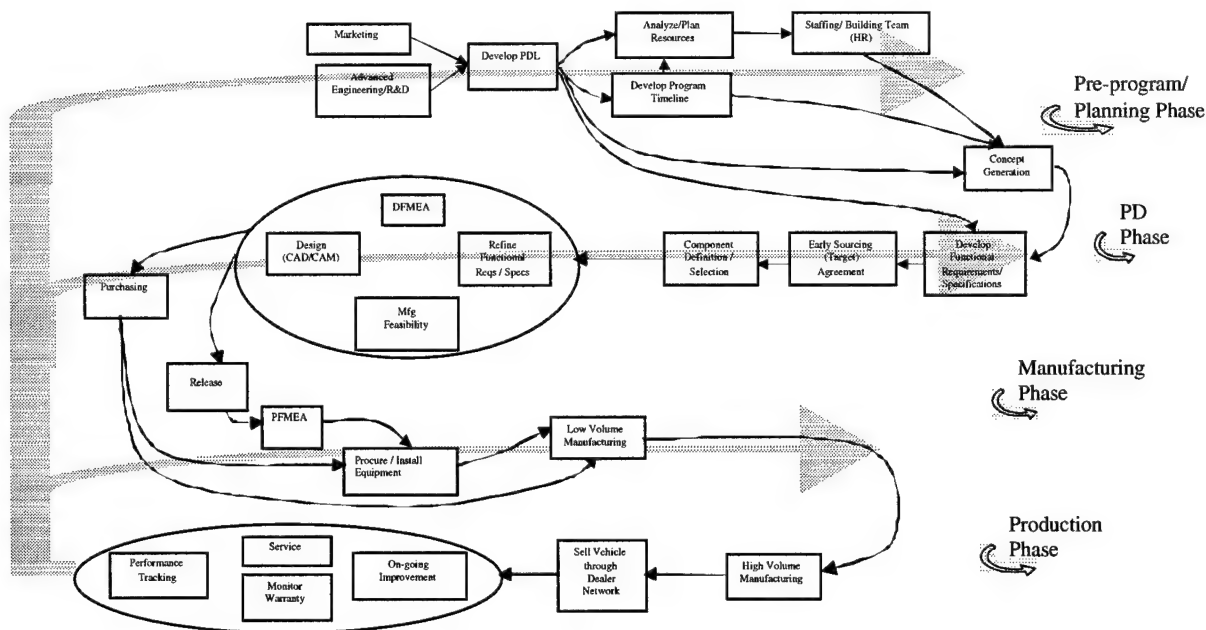 Marketing
Advanced
Engineering/R&D
Develop PDL
Analyze/Plan
Resources
Staffing/ Building Team
(HR)
Develop Program
Timeline
Pre-program/
Planning Phase
Concept
Generation
PD
Phase
DFMEA
Design
(CAD/CAM)
Refine
Functional
Reqs / Specs
Mfg
Feasibility
Component
Definition /
Selection
Early Sourcing
(Target)
Agreement
Develop
Functional
Requirements/
Specifications
Purchasing
Release
PFMEA
Procure / Install
Equipment
Low Volume
Manufacturing
Manufacturing
Phase
Performance
Tracking
Service
Monitor
Warranty
On-going
Improvement
Sell Vehicle
through
Dealer
Network
High Volume
Manufacturing
Production
Phase